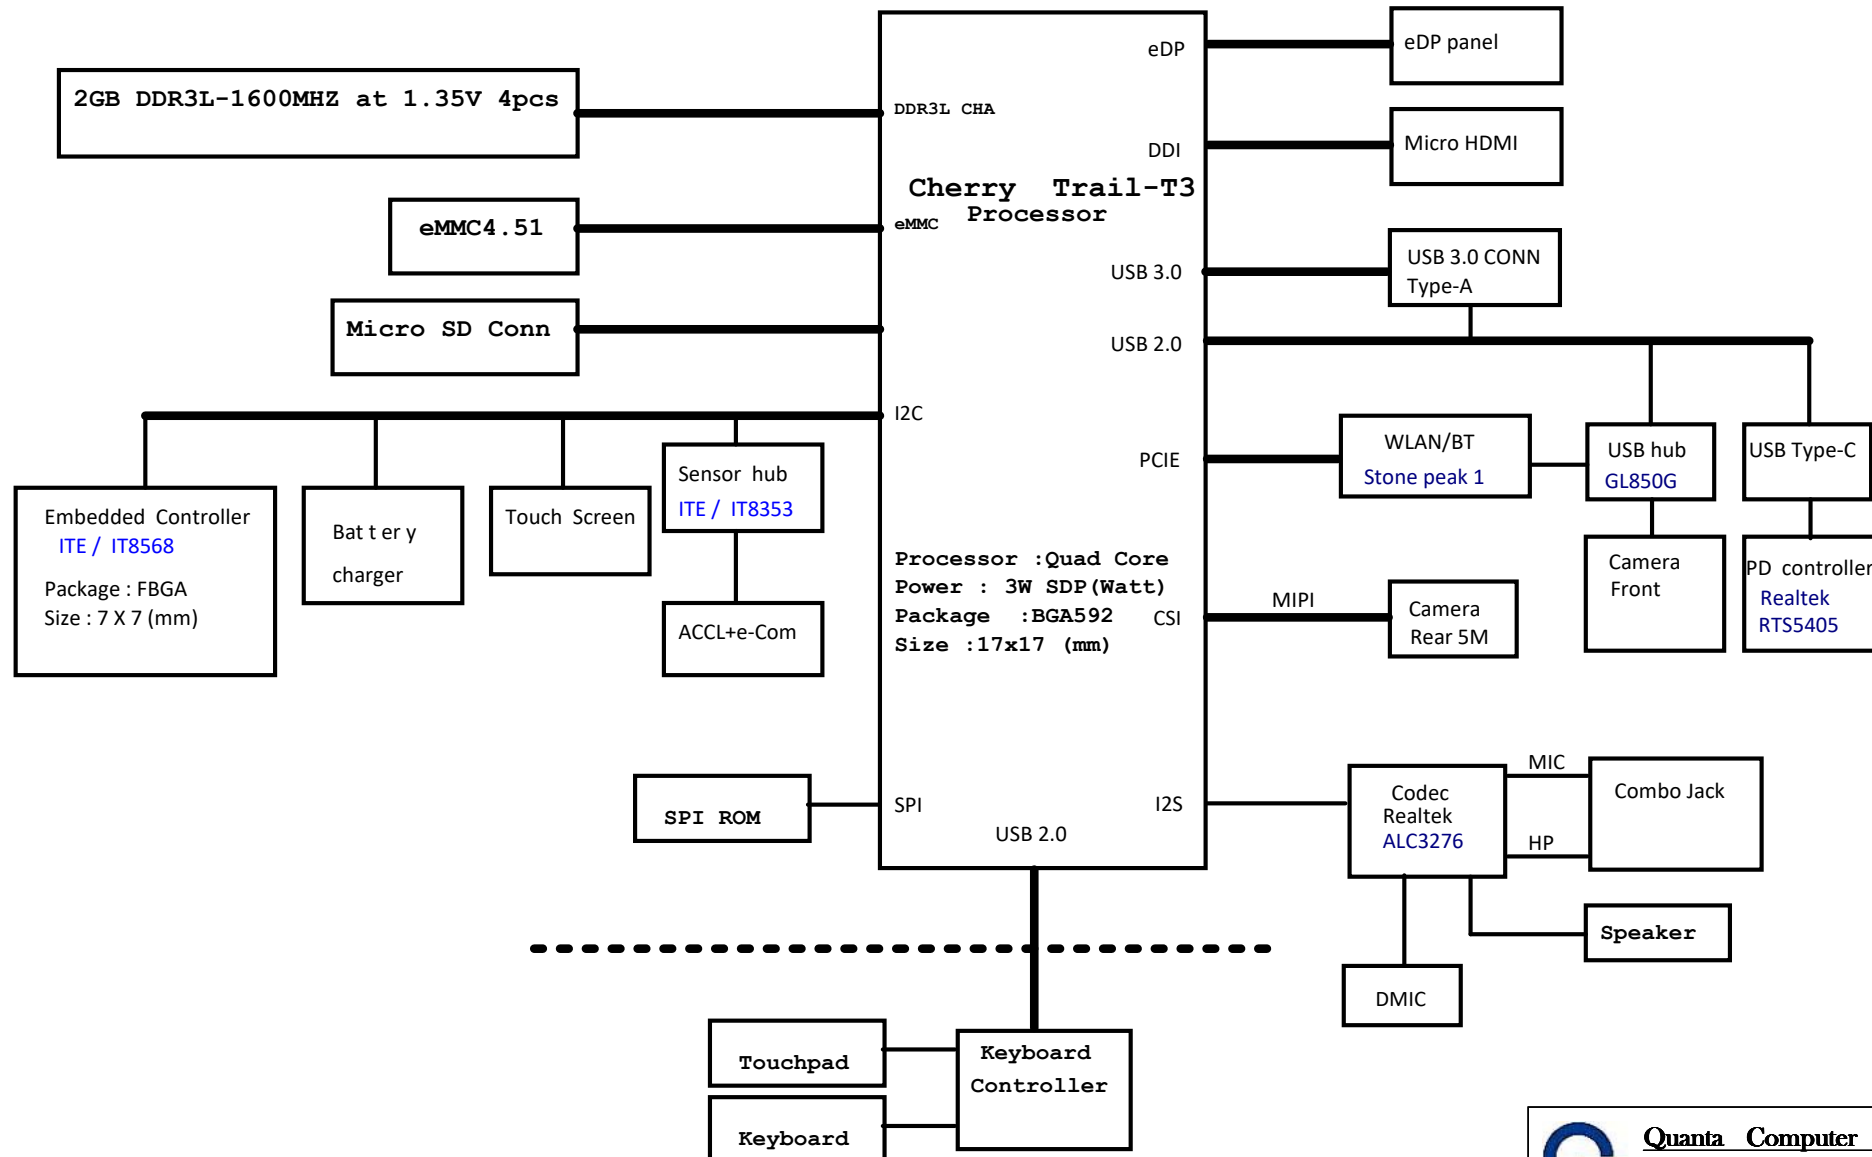 2GB DDR3L-1600MHZ at 1.35V 4pcs
eMMC4.51
Micro SD Conn
Embedded Controller
ITE / IT8568
Package : FBGA
Size : 7 X 7 (mm)
Bat t er y
charger
Touch Screen
Sensor hub
ITE / IT8353
ACCL+e-Com
SPI ROM
DDR3L CHA
eMMC
I2C
SPI
Cherry Trail-T3
Processor
Processor :Quad Core
Power : 3W SDP(Watt)
Package :BGA592
Size :17x17 (mm)
USB 2.0
eDP
DDI
USB 3.0
USB 2.0
PCIE
CSI
I2S
eDP panel
Micro HDMI
USB 3.0 CONN
Type-A
WLAN/BT
Stone peak 1
USB hub
GL850G
USB Type-C
Camera
Front
PD controller
Realtek
RTS5405
MIPI
Camera
Rear 5M
Codec
Realtek
ALC3276
MIC
HP
Combo Jack
Speaker
DMIC
Touchpad
Keyboard
Keyboard
Controller
Quanta Computer